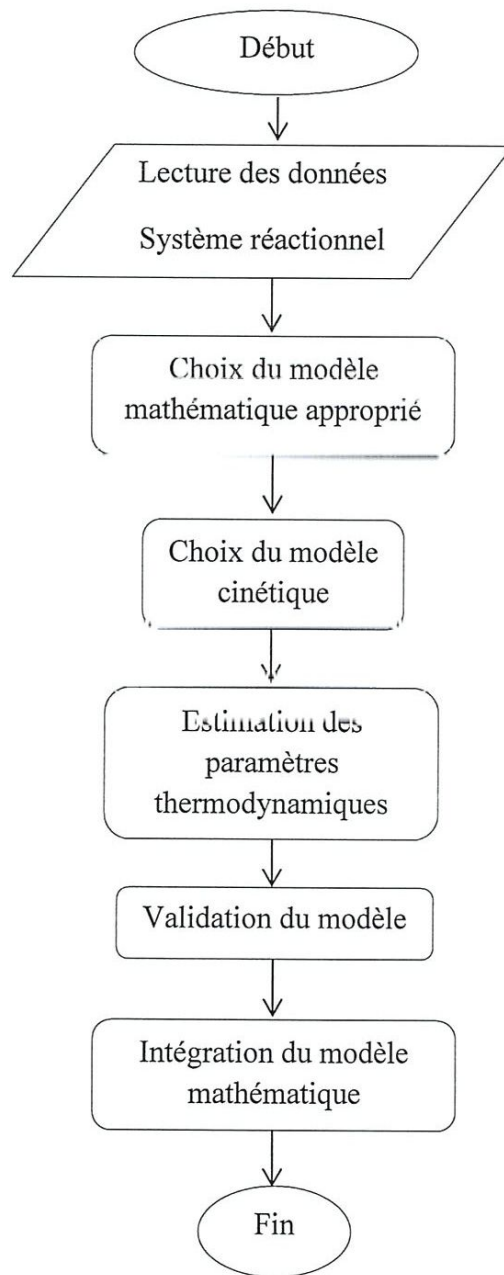 Début
Lecture des données
Système réactionnel
Choix du modèle
mathématique approprié
Choix du modèle
cinétique
Estimation des
paramètres
thermodynamiques
Validation du modèle
Intégration du modèle
mathématique
Fin